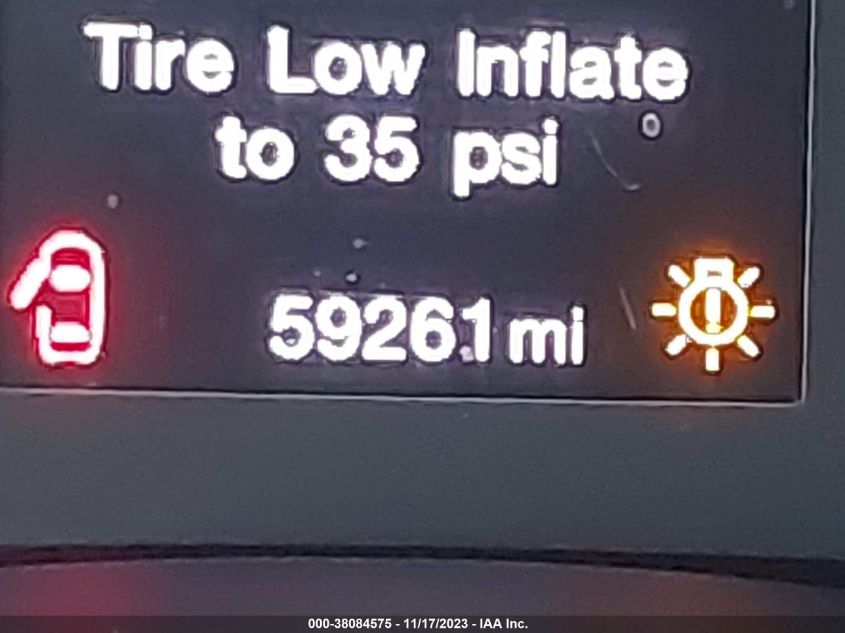 Tire Low Inflate
to 35 psi
59261 mi
000-38084575 - 11/17/2023 - IAA Inc.